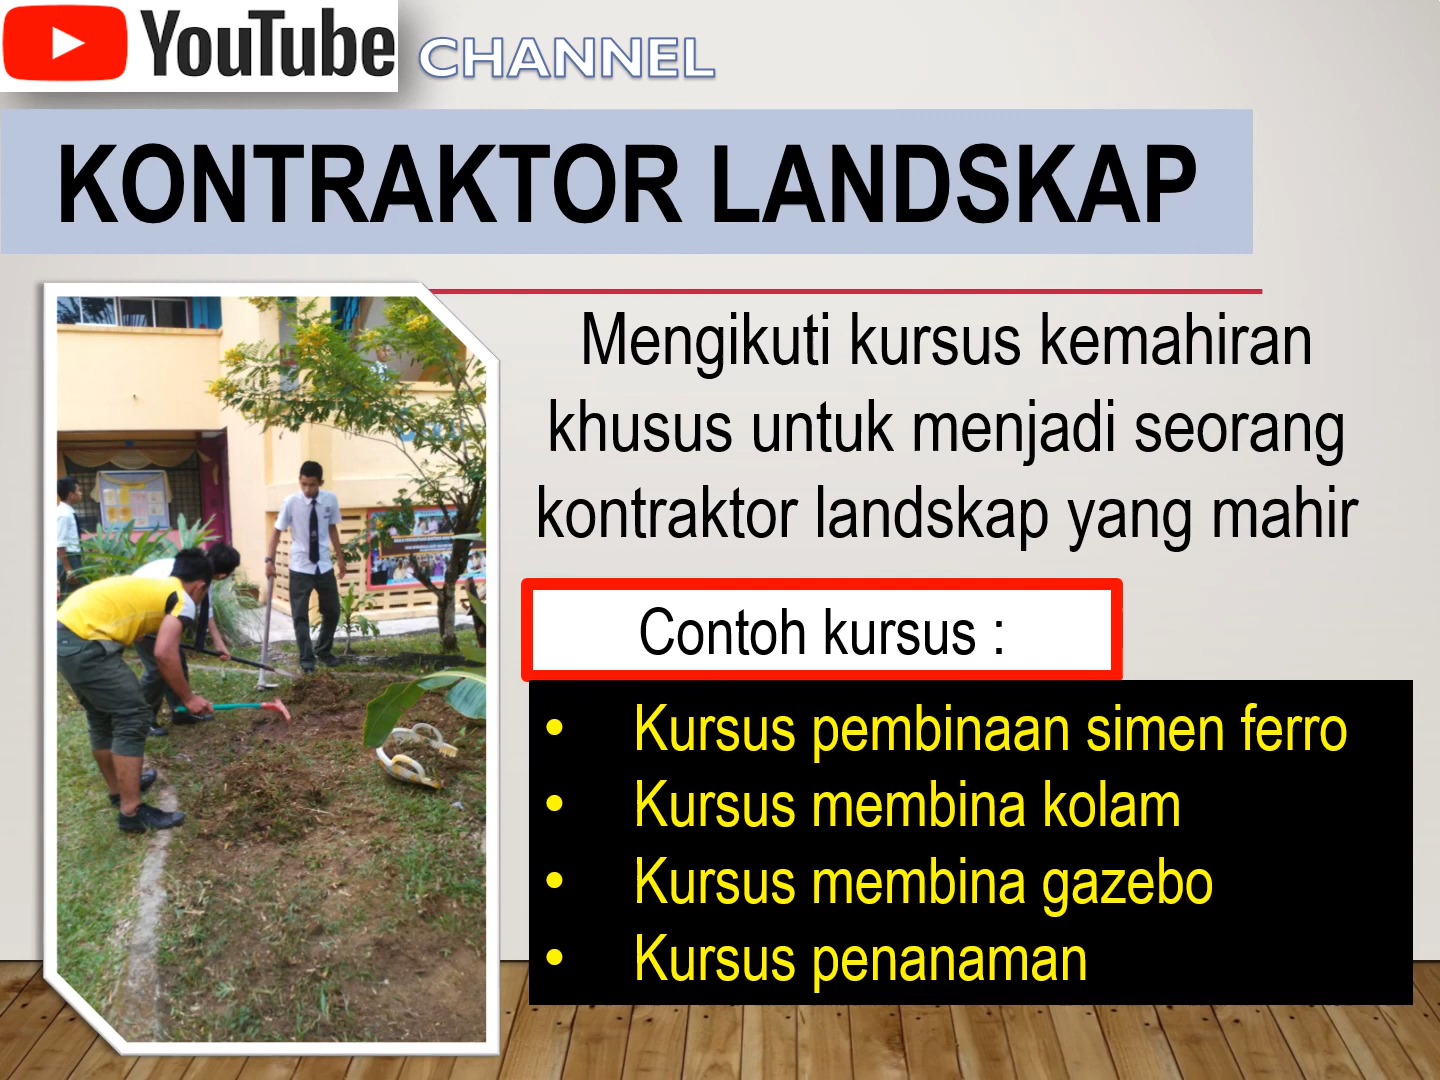 YouTube CHANNEL
KONTRAKTOR LANDSKAP
Mengikuti kursus kemahiran
khusus untuk menjadi seorang
kontraktor landskap yang mahir
Contoh kursus :
• Kursus pembinaan simen ferro
• Kursus membina kolam
• Kursus membina gazebo
• Kursus penanaman